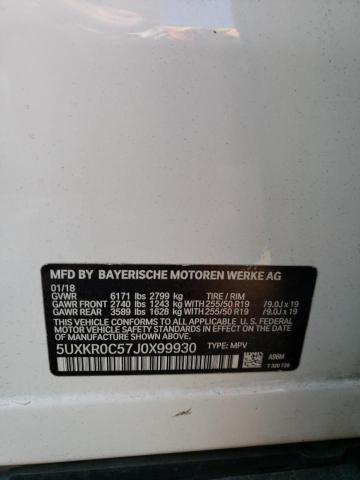 MFD BY BAYERISCHE MOTOREN WERKE AG
01/18
GVWR 6171 lbs 2799 kg TIRE / RIM
GAWR FRONT 2740 lbs 1243 kg WITH 255/50 R19 /9.0J x 19
GAWR REAR 3589 lbs 1628 kg WITH 255/50 R19 /9.0J x 19
THIS VEHICLE CONFORMS TO ALL APPLICABLE U.S. FEDERAL MOTOR
VEHICLE SAFETY STANDARDS IN EFFECT ON THE
DATE OF MANUFACTURE SHOWN ABOVE.
5UXKR0C57J0X99930 TYPE: MPV
A96M